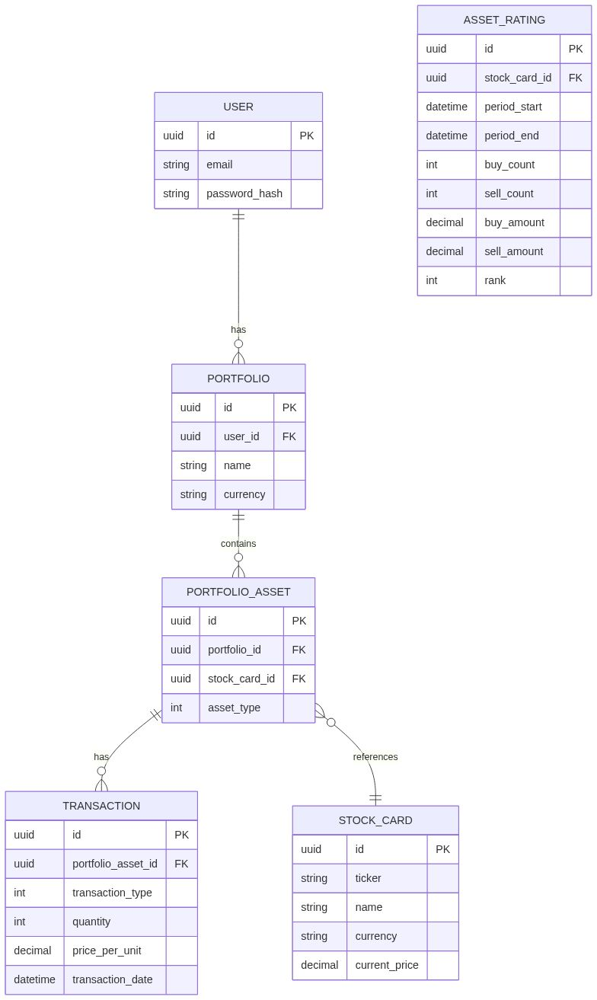 ASSET_RATING
uuid id PK
uuid stock_card_id FK
datetime period_start
datetime period_end
int buy_count
int sell_count
decimal buy_amount
decimal sell_amount
int rank
USER
uuid id PK
string email
string password_hash
has
PORTFOLIO
uuid id PK
uuid user_id FK
string name
string currency
contains
PORTFOLIO_ASSET
uuid id PK
uuid portfolio_id FK
uuid stock_card_id FK
int asset_type
has
references
TRANSACTION
uuid id PK
uuid portfolio_asset_id FK
int transaction_type
int quantity
decimal price_per_unit
datetime transaction_date
STOCK_CARD
uuid id PK
string ticker
string name
string currency
decimal current_price